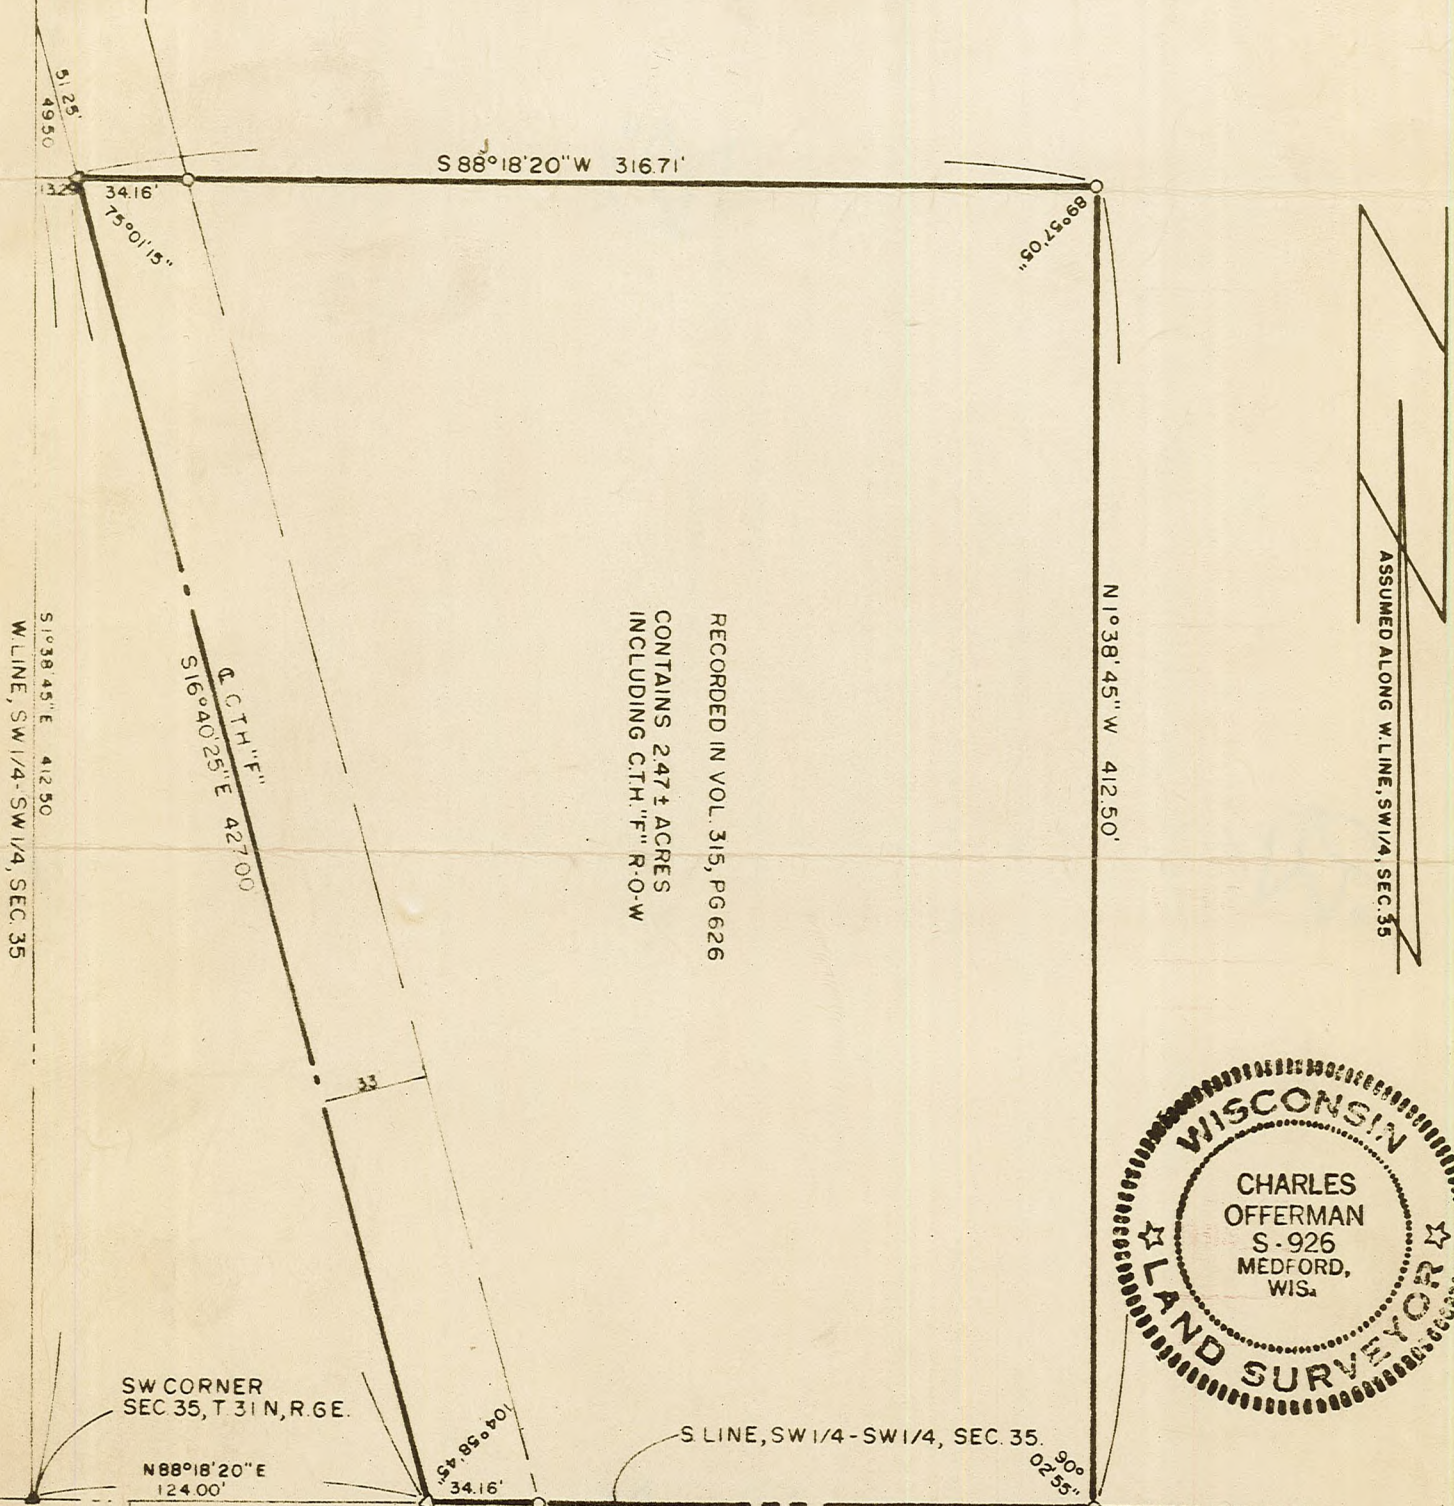 51.25'
49.50
S 88°18'20" W 316.71'
13.29
34.16'
75°01'15"
89°57'05"
ASSUMED ALONG W.LINE, SW1/4, SEC.35
N 1°38'45" W 412.50'
RECORDED IN VOL. 315, PG 626
CONTAINS 2.47± ACRES
INCLUDING C.T.H. "F" R-O-W
C T H "F"
S16°40'25"E 427.00
S 1°38'45" E 412.50
W.LINE, SW 1/4 - SW 1/4, SEC. 35
33
WISCONSIN
CHARLES
OFFERMAN
S-926
MEDFORD,
WIS.
LAND SURVEYOR
SW CORNER
SEC 35, T 31 N, R.6E.
N 88°18'20" E
124.00'
104°58'45"
34.16'
S. LINE, SW 1/4 - SW 1/4, SEC. 35.
90°
02'55"